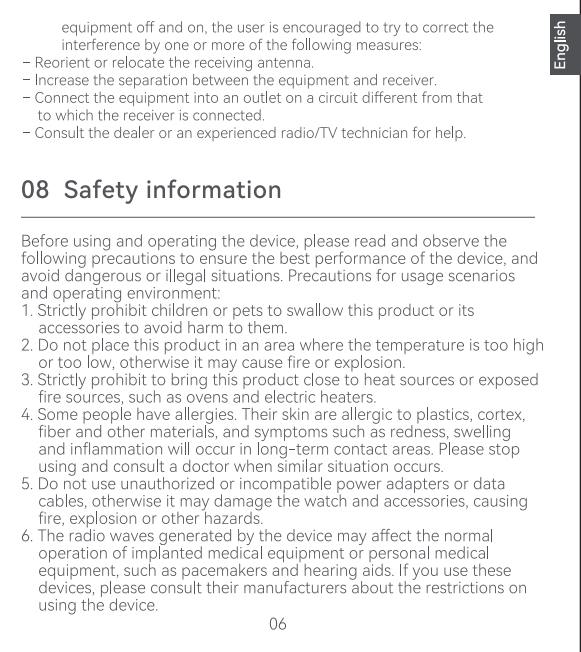 equipment off and on, the user is encouraged to try to correct the
interference by one or more of the following measures:
– Reorient or relocate the receiving antenna.
– Increase the separation between the equipment and receiver.
– Connect the equipment into an outlet on a circuit different from that
to which the receiver is connected.
– Consult the dealer or an experienced radio/TV technician for help.
English
08 Safety information
Before using and operating the device, please read and observe the
following precautions to ensure the best performance of the device, and
avoid dangerous or illegal situations. Precautions for usage scenarios
and operating environment:
1. Strictly prohibit children or pets to swallow this product or its
accessories to avoid harm to them.
2. Do not place this product in an area where the temperature is too high
or too low, otherwise it may cause fire or explosion.
3. Strictly prohibit to bring this product close to heat sources or exposed
fire sources, such as ovens and electric heaters.
4. Some people have allergies. Their skin are allergic to plastics, cortex,
fiber and other materials, and symptoms such as redness, swelling
and inflammation will occur in long-term contact areas. Please stop
using and consult a doctor when similar situation occurs.
5. Do not use unauthorized or incompatible power adapters or data
cables, otherwise it may damage the watch and accessories, causing
fire, explosion or other hazards.
6. The radio waves generated by the device may affect the normal
operation of implanted medical equipment or personal medical
equipment, such as pacemakers and hearing aids. If you use these
devices, please consult their manufacturers about the restrictions on
using the device.
06